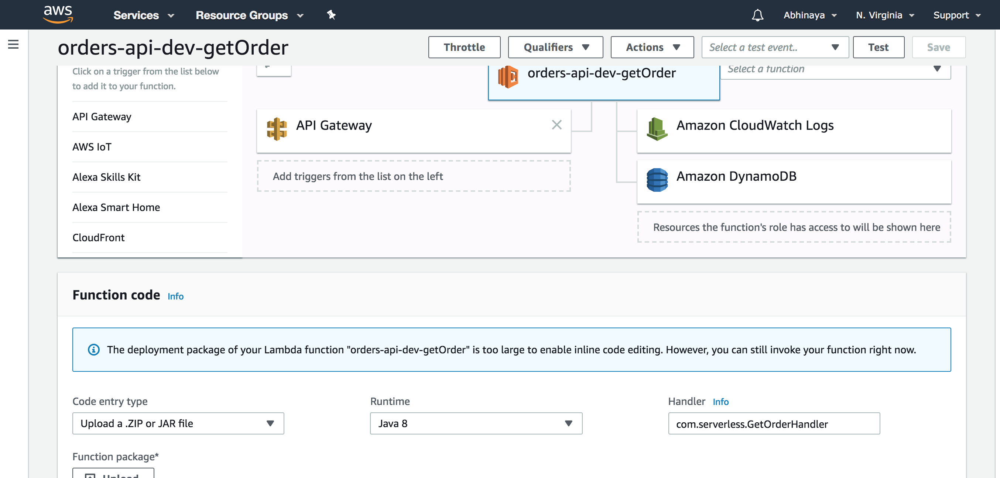 aws
Services
Resource Groups
Abhinaya
N. Virginia
Support
orders-api-dev-getOrder
Throttle
Qualifiers
Actions
Select a test event..
Test
Save
Click on a trigger from the list below
to add it to your function.
API Gateway
AWS IoT
Alexa Skills Kit
Alexa Smart Home
CloudFront
orders-api-dev-getOrder
Select a function
API Gateway
Add triggers from the list on the left
Amazon CloudWatch Logs
Amazon DynamoDB
Resources the function's role has access to will be shown here
Function code Info
The deployment package of your Lambda function "orders-api-dev-getOrder" is too large to enable inline code editing. However, you can still invoke your function right now.
Code entry type
Upload a .ZIP or JAR file
Runtime
Java 8
Handler Info
com.serverless.GetOrderHandler
Function package*
Upload